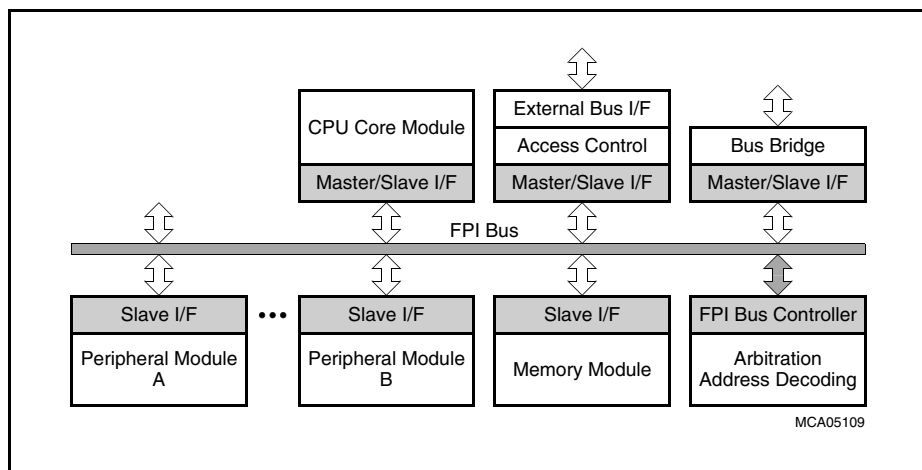 CPU Core Module
Master/Slave I/F
External Bus I/F
Access Control
Master/Slave I/F
Bus Bridge
Master/Slave I/F
FPI Bus
Slave I/F
Peripheral Module
A
•••
Slave I/F
Peripheral Module
B
Slave I/F
Memory Module
FPI Bus Controller
Arbitration
Address Decoding
MCA05109